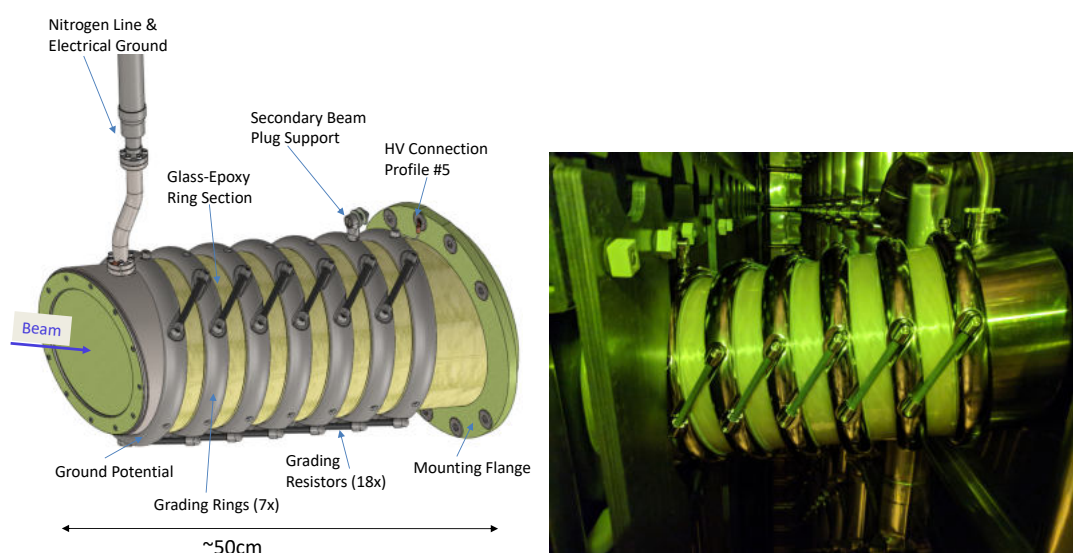 Nitrogen Line &
Electrical Ground
Secondary Beam
Plug Support
HV Connection
Profile #5
Glass-Epoxy
Ring Section
Beam
Ground Potential
Grading
Resistors (18x)
Mounting Flange
Grading Rings (7x)
~50cm